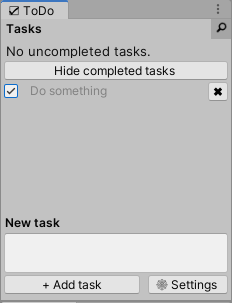 ToDo
Tasks
No uncompleted tasks.
Hide completed tasks
Do something
New task
+ Add task
Settings